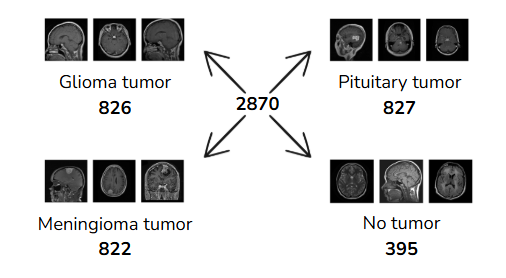 Glioma tumor
826
Pituitary tumor
827
2870
Meningioma tumor
822
No tumor
395